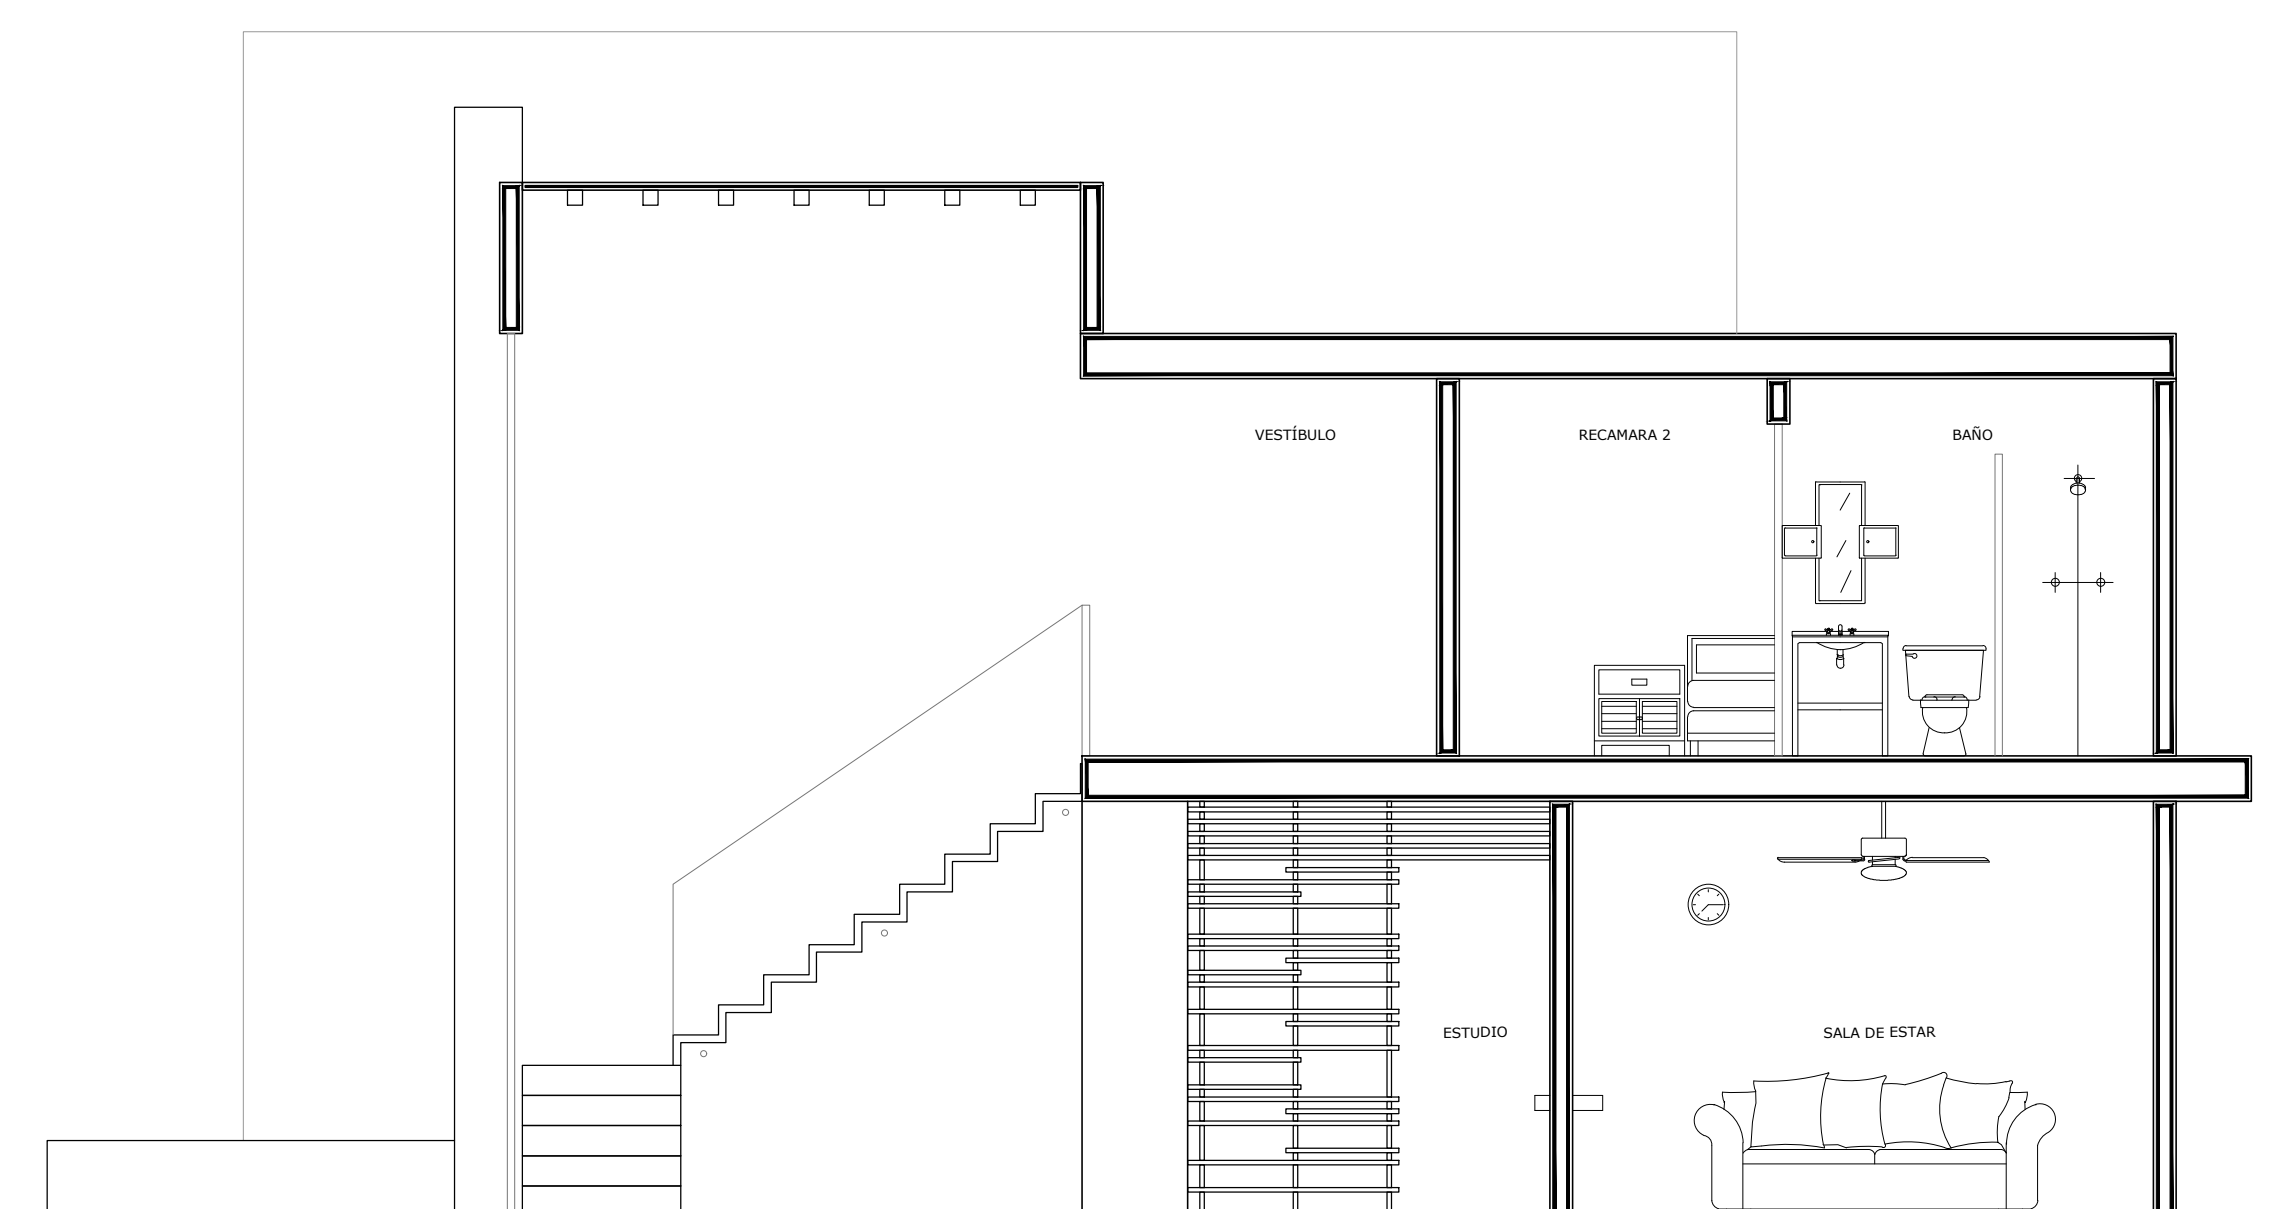 VESTÍBULO
RECAMARA 2
BAÑO
ESTUDIO
SALA DE ESTAR